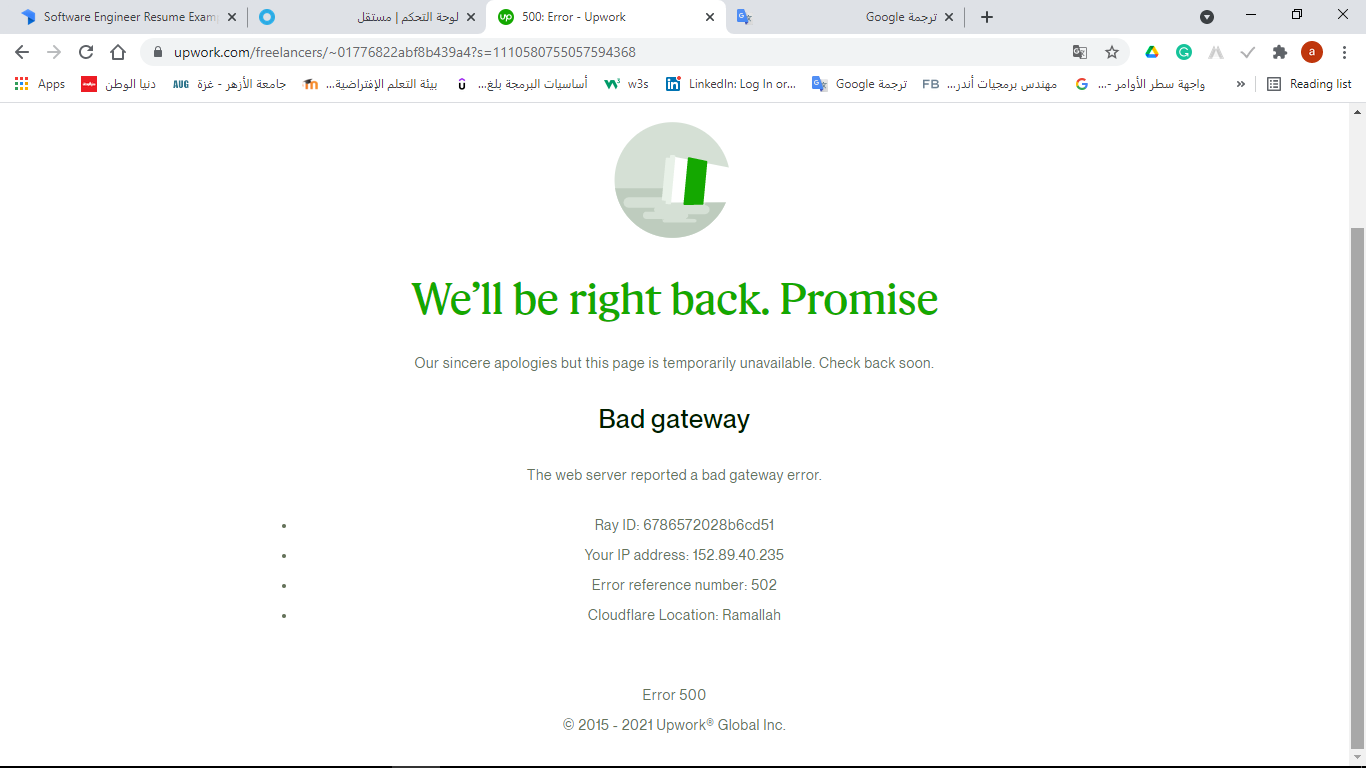 Software Engineer Resume Exam
لوحة التحكم | مستقل
up
500: Error - Upwork
ترجمة Google
upwork.com/freelancers/~01776822abf8b439a4?s=1110580755057594368
a
Apps
دنيا الوطن
AUG
جامعة الأزهر - غزة
بيئة التعلم الإفتراضية...
أساسيات البرمجة بلغ...
w3s
LinkedIn: Log In or...
ترجمة Google
FB
مهندس برمجيات أندر...
واجهة سطر الأوامر -...
»
Reading list
We’ll be right back. Promise
Our sincere apologies but this page is temporarily unavailable. Check back soon.
Bad gateway
The web server reported a bad gateway error.
• Ray ID: 6786572028b6cd51
• Your IP address: 152.89.40.235
• Error reference number: 502
• Cloudflare Location: Ramallah
Error 500
© 2015 - 2021 Upwork® Global Inc.